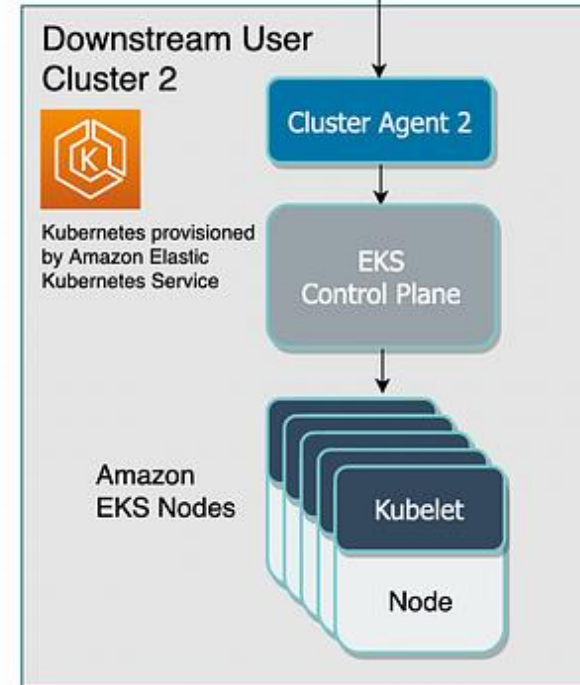 Downstream User
Cluster 2
Cluster Agent 2
K
Kubernetes provisioned
by Amazon Elastic
Kubernetes Service
EKS
Control Plane
Amazon
EKS Nodes
Kubelet
Node